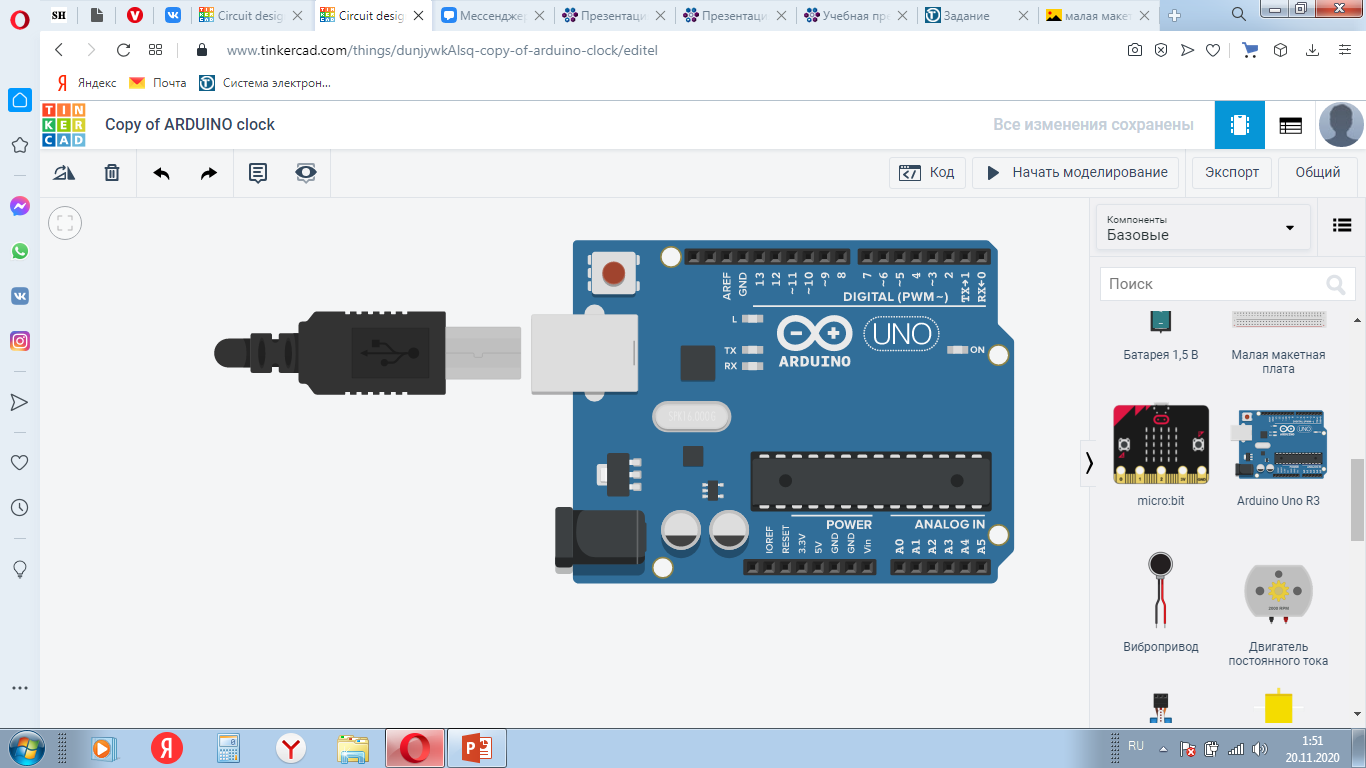 SH
Circuit desig
Circuit desig
Мессендже
Презентаци
Презентаци
Учебная пре
Задание
малая макет
www.tinkercad.com/things/dunjywkAlsq-copy-of-arduino-clock/editel
Яндекс
Почта
Система электрон...
TIN
KER
CAD
Copy of ARDUINO clock
Все изменения сохранены
Код
Начать моделирование
Экспорт
Общий
Компоненты
Базовые
Поиск
Батарея 1,5 В
Малая макетная
плата
micro:bit
Arduino Uno R3
Вибропривод
Двигатель
постоянного тока
AREF
GND
13
12
~11
~10
~9
8
7
~6
~5
4
~3
2
TX→1
RX←0
DIGITAL (PWM~)
L
TX
RX
ARDUINO
UNO
ON
IOREF
RESET
3.3V
5V
GND
GND
Vin
POWER
ANALOG IN
A0
A1
A2
A3
A4
A5
RU
1:51
20.11.2020